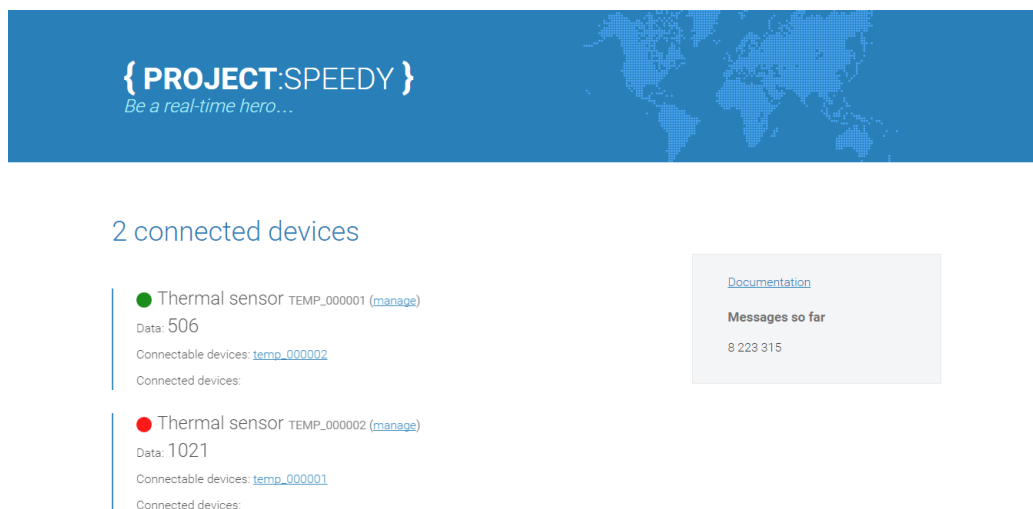 { PROJECT:SPEEDY }
Be a real-time hero...
2 connected devices
Thermal sensor TEMP_000001 (manage)
Data: 506
Connectable devices: temp_000002
Connected devices:
Thermal sensor TEMP_000002 (manage)
Data: 1021
Connectable devices: temp_000001
Connected devices:
Documentation
Messages so far
8 223 315